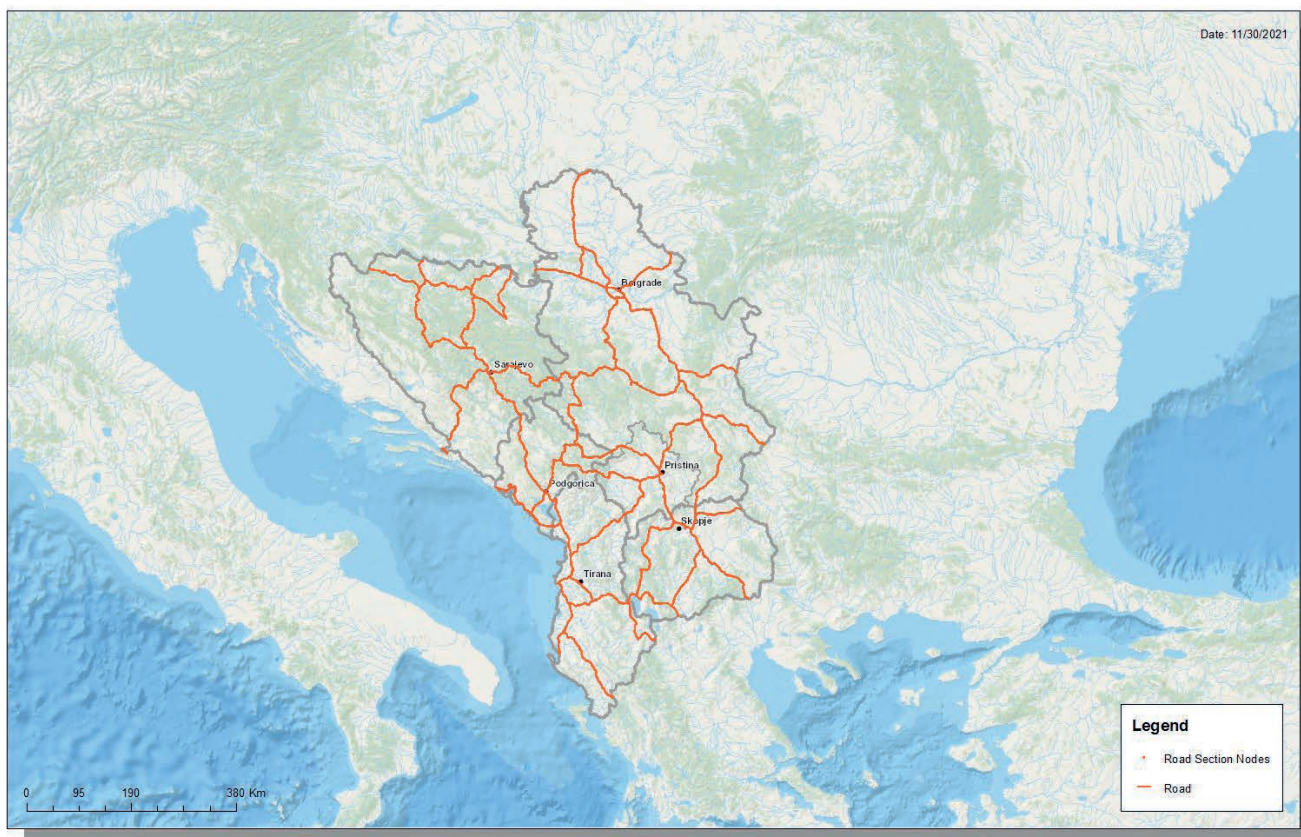 Date: 11/30/2021
Belgrade
Sarajevo
Pristina
Podgorica
Skopje
Tirana
Legend
Road Section Nodes
Road
0 95 190 380 Km